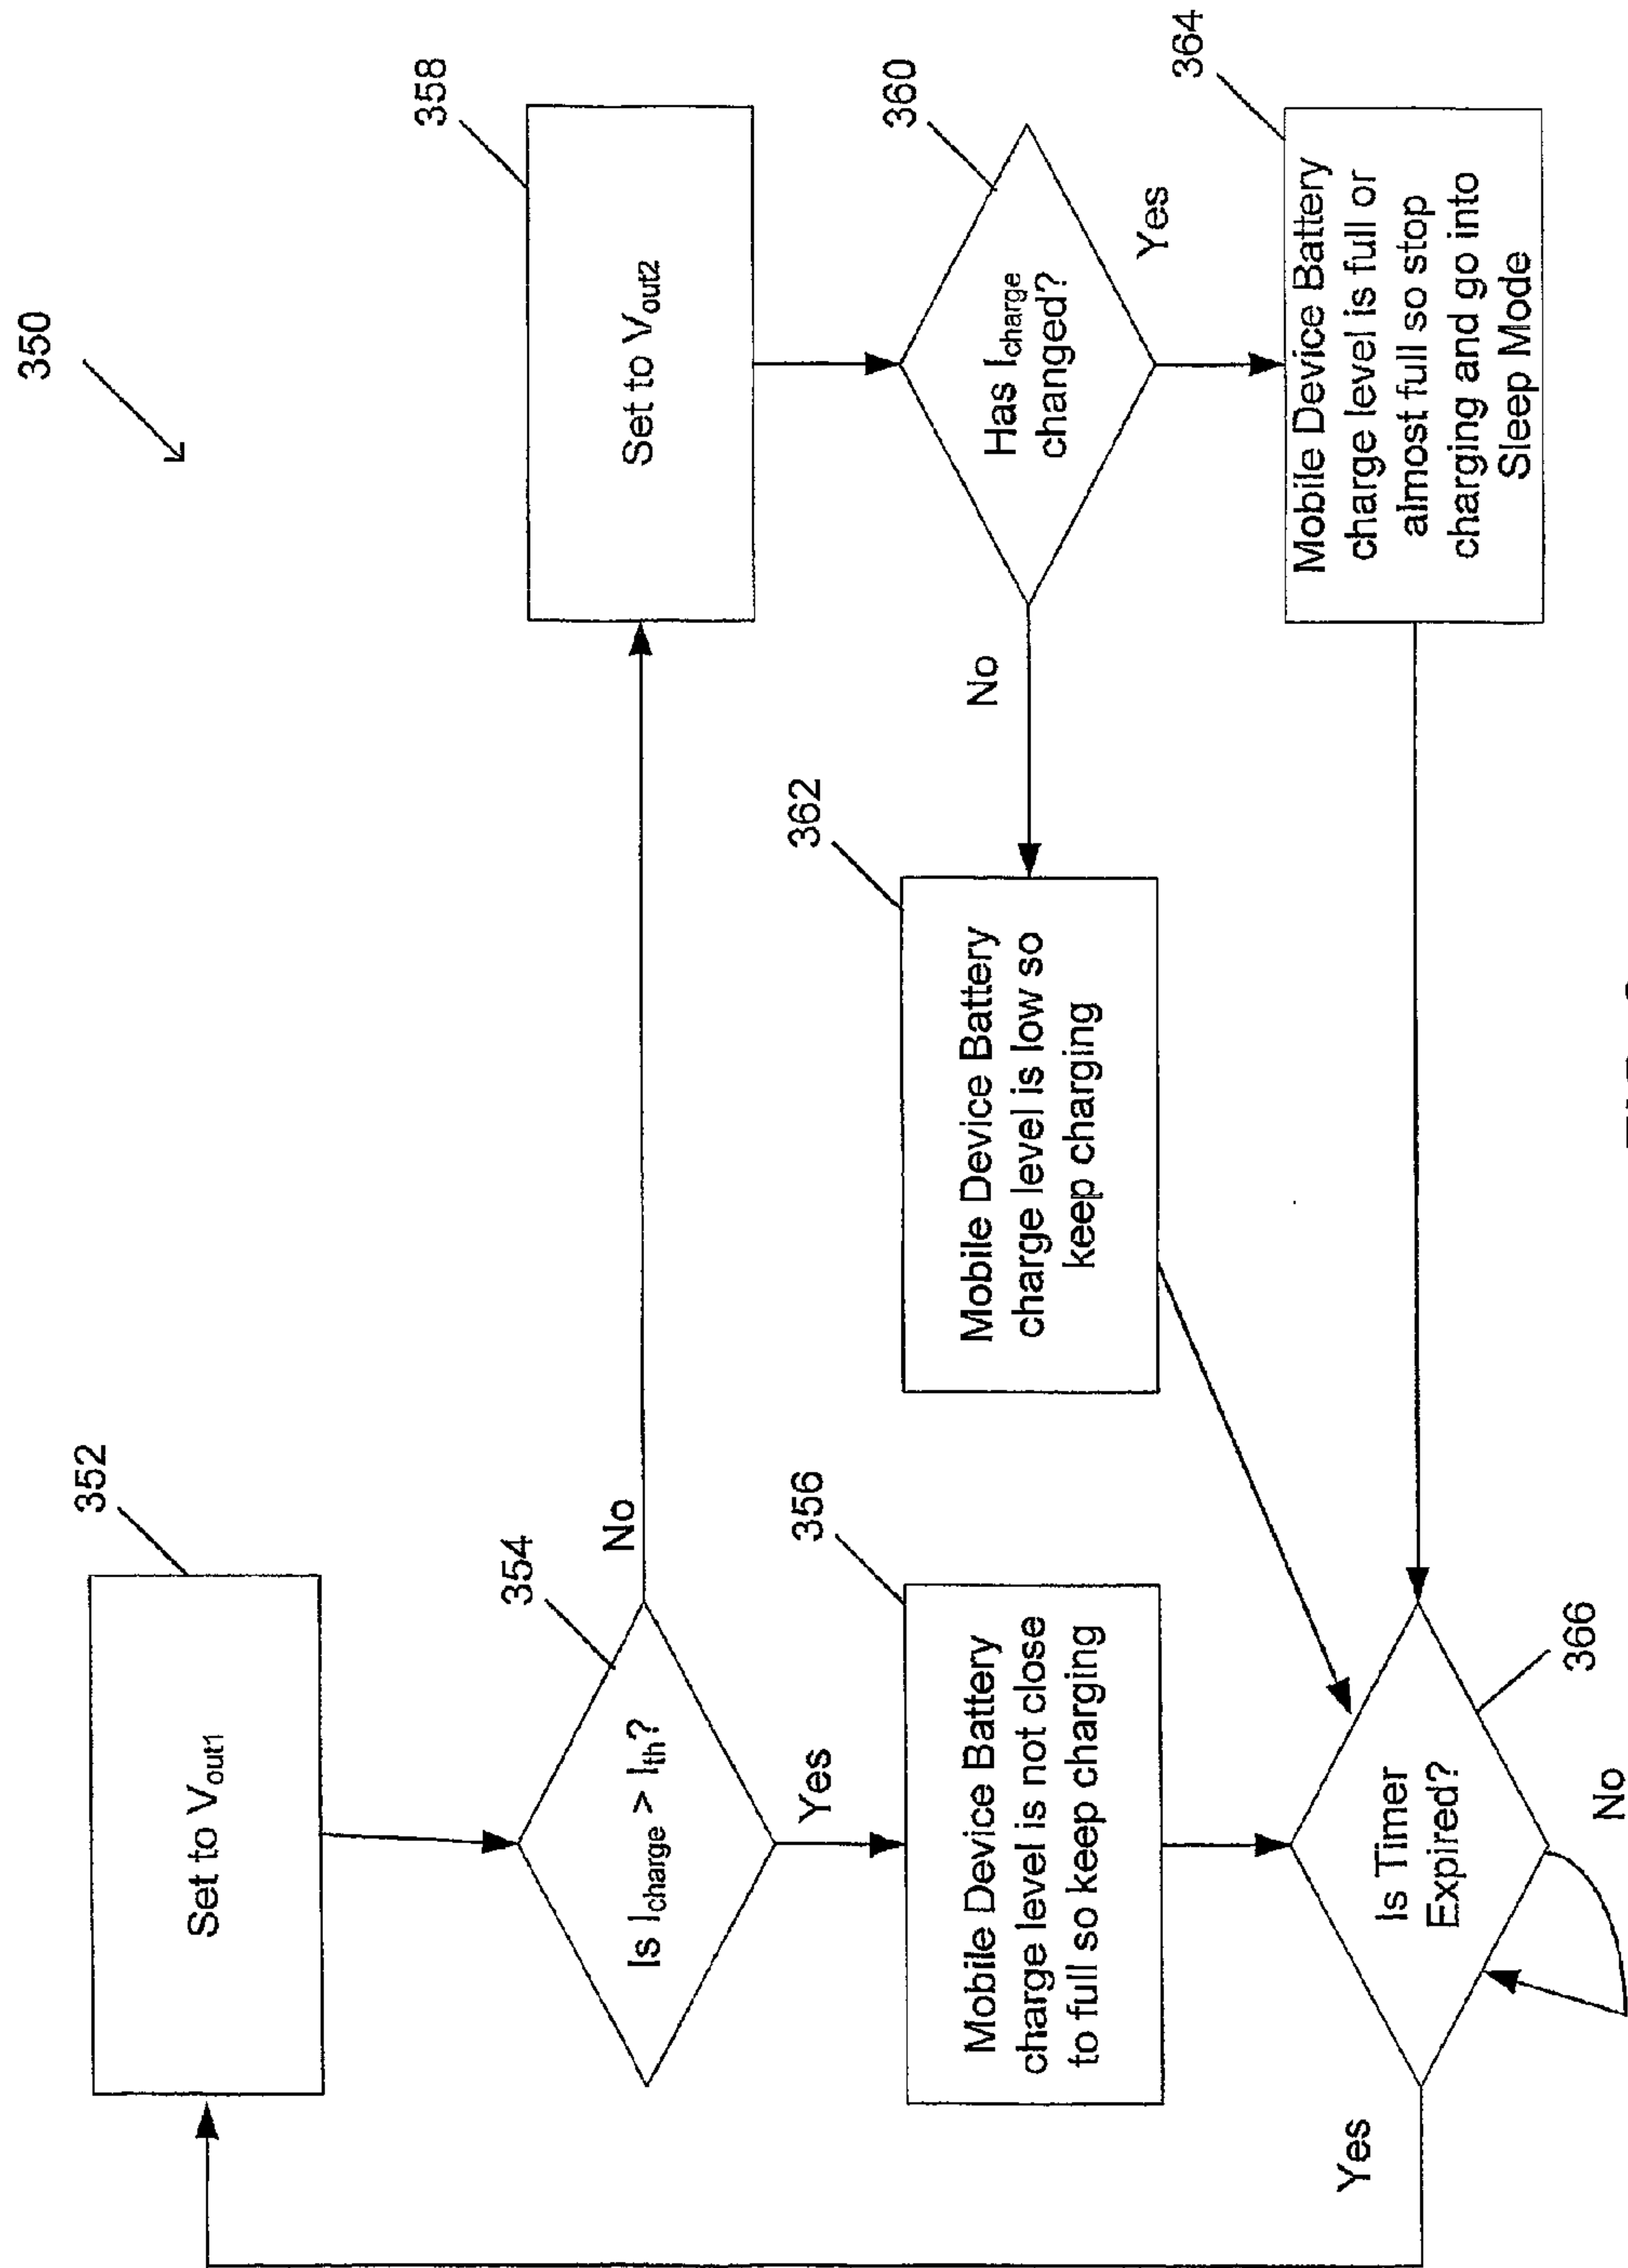 350
352
Set to Vout1
354
Is Icharge > Ith?
No
358
Set to Vout2
Yes
356
Mobile Device Battery
charge level is not close
to full so keep charging
362
Mobile Device Battery
charge level is low so
keep charging
No
360
Has Icharge
changed?
Yes
364
Mobile Device Battery
charge level is full or
almost full so stop
charging and go into
Sleep Mode
Is Timer
Expired?
366
Yes
No